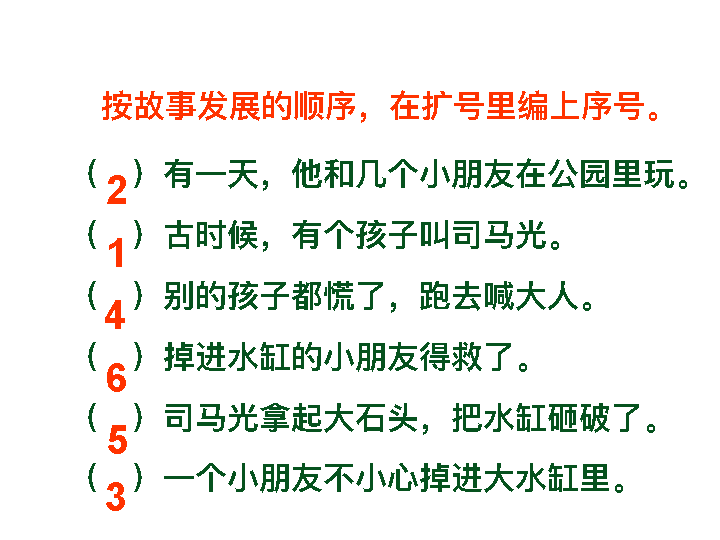 按故事发展的顺序，在扩号里编上序号。
（2）有一天，他和几个小朋友在公园里玩。
（1）古时候，有个孩子叫司马光。
（4）别的孩子都慌了，跑去喊大人。
（6）掉进水缸的小朋友得救了。
（5）司马光拿起大石头，把水缸砸破了。
（3）一个小朋友不小心掉进大水缸里。